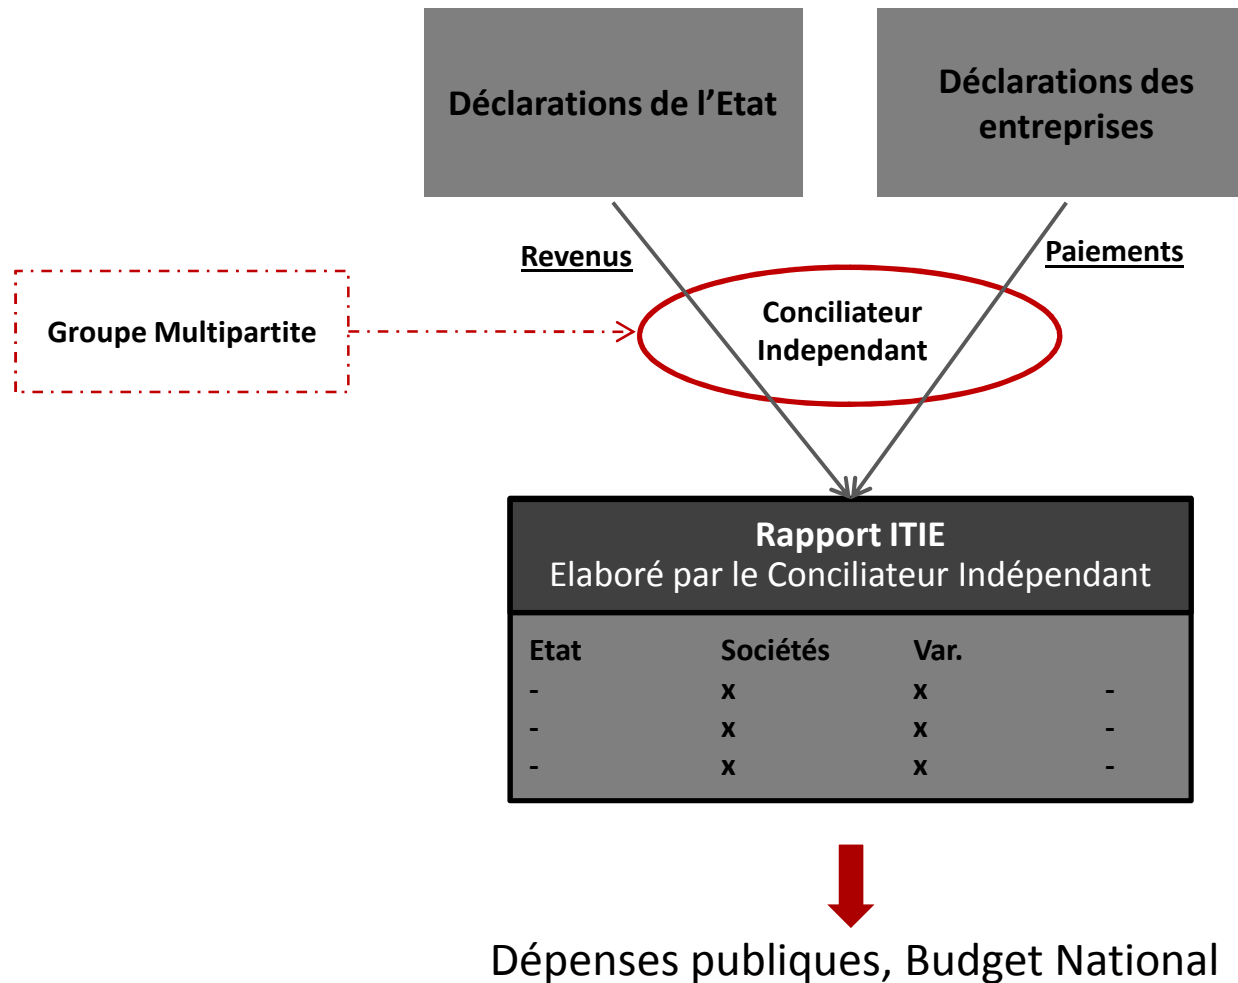 Déclarations de l’Etat
Déclarations des
entreprises
Revenus
Paiements
Groupe Multipartite
Conciliateur
Independant
Rapport ITIE
Elaboré par le Conciliateur Indépendant
Etat Sociétés Var.
- x x -
- x x -
- x x -
Dépenses publiques, Budget National